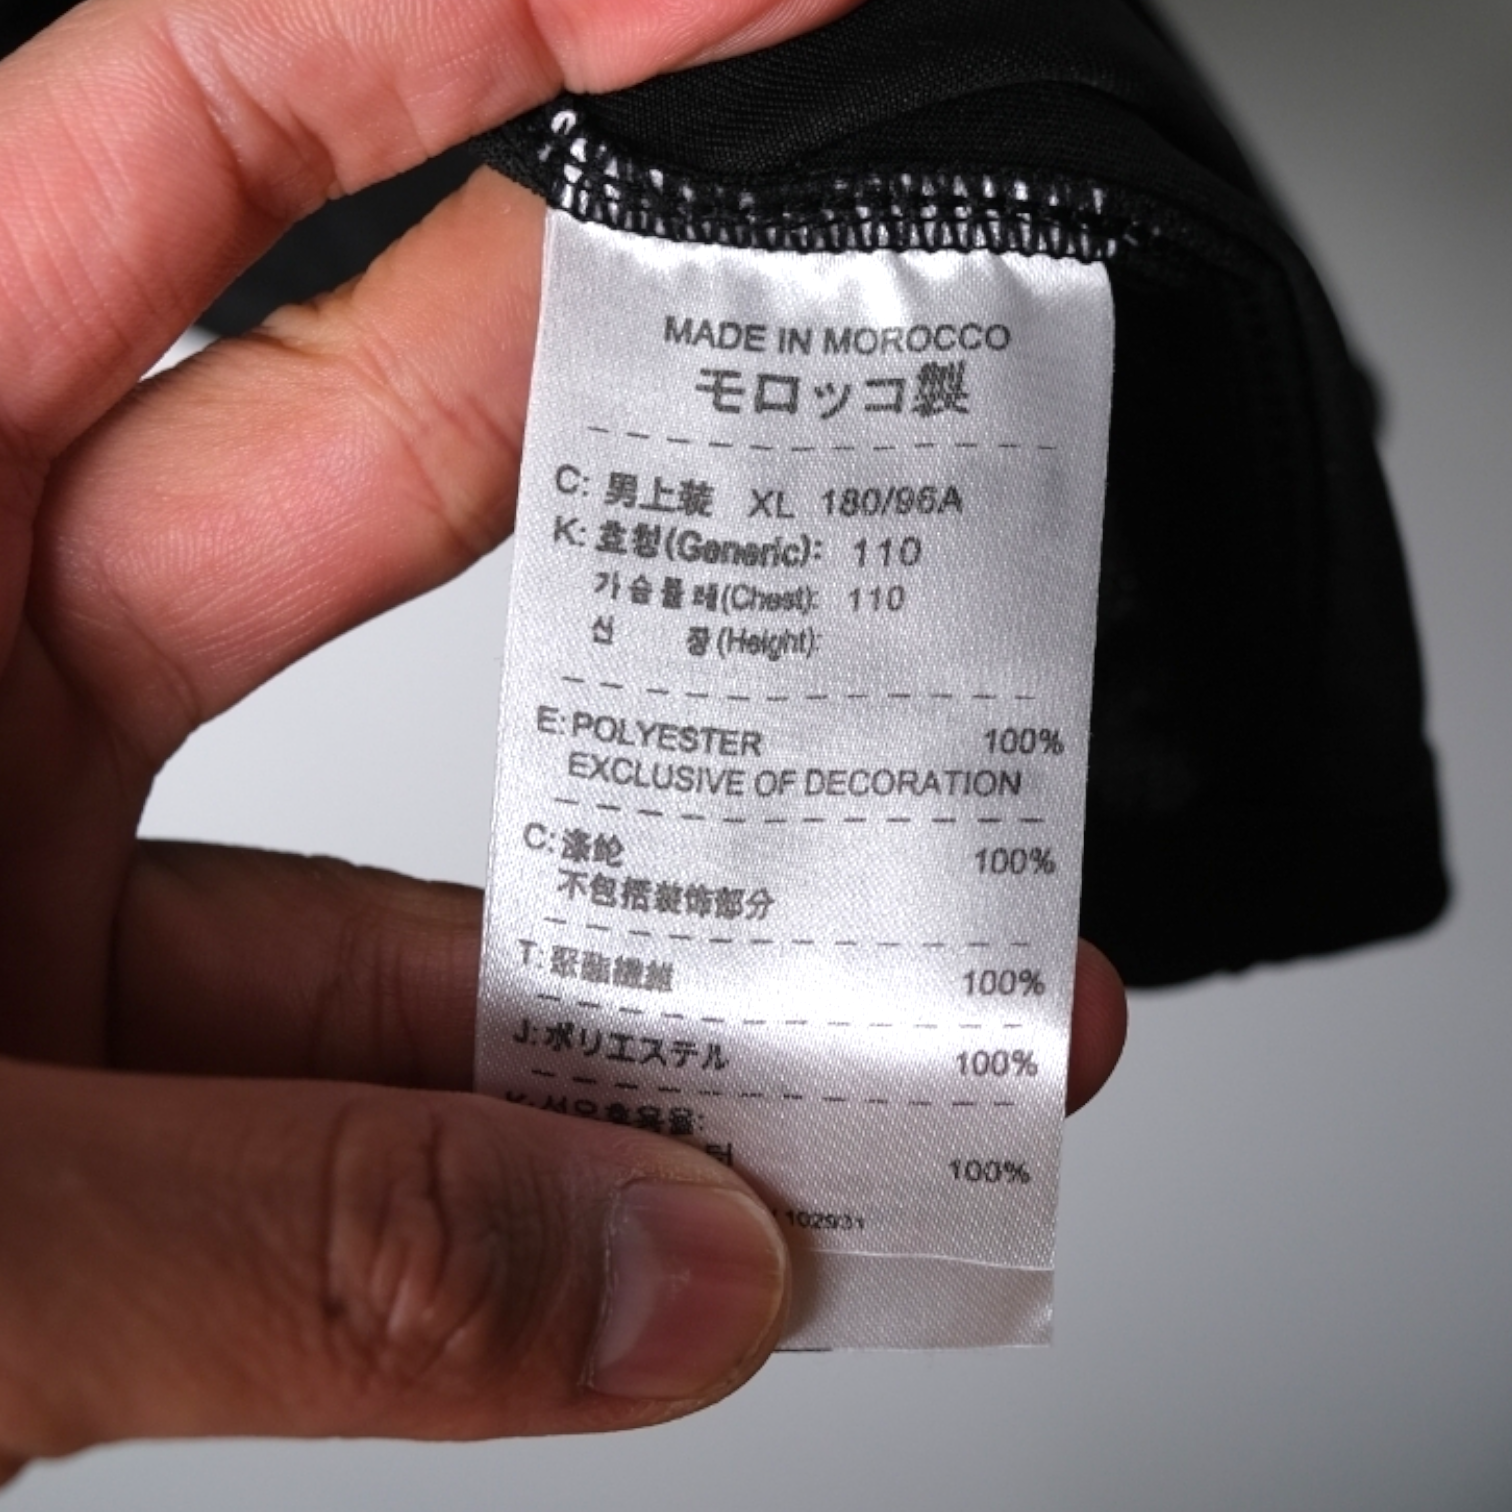 MADE IN MOROCCO
モロッコ製
C: 男上装 XL 180/96A
K: 호칭(Generic): 110
가슴둘레(Chest): 110
신 장(Height):
E: POLYESTER 100%
EXCLUSIVE OF DECORATION
C: 涤纶 100%
不包括装饰部分
T: 聚酯纖維 100%
J: ポリエステル 100%
100%
102931